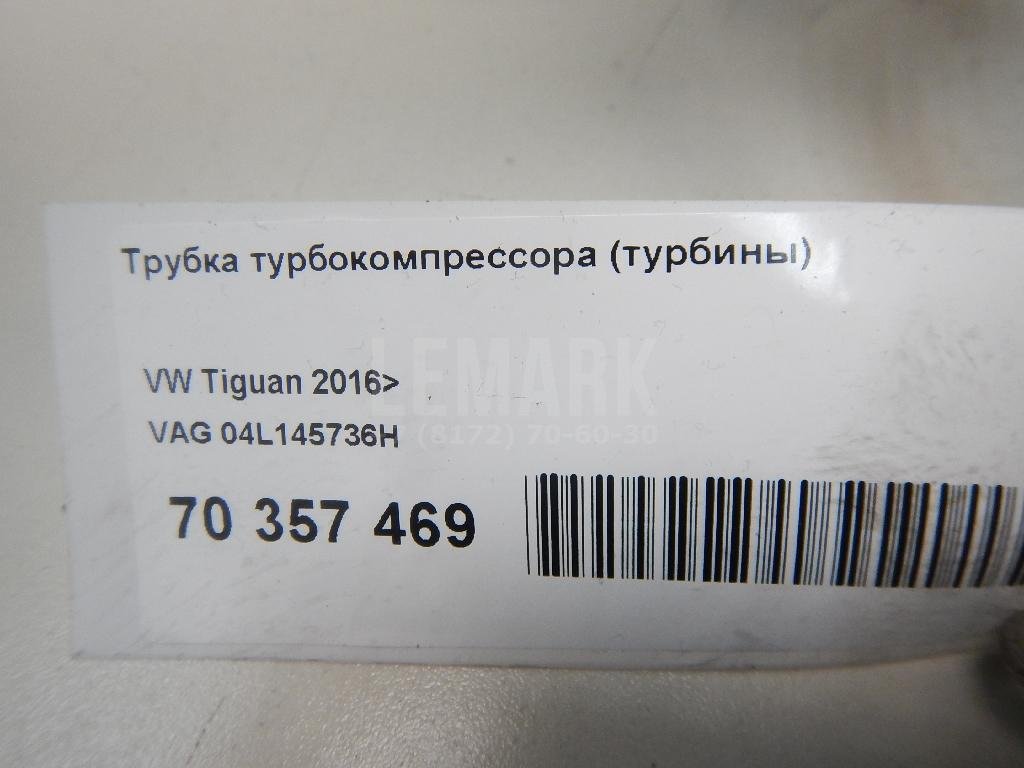 Трубка турбокомпрессора (турбины)
LEMARK
VW Tiguan 2016>
(8172) 70-60-30
VAG 04L145736H
70 357 469